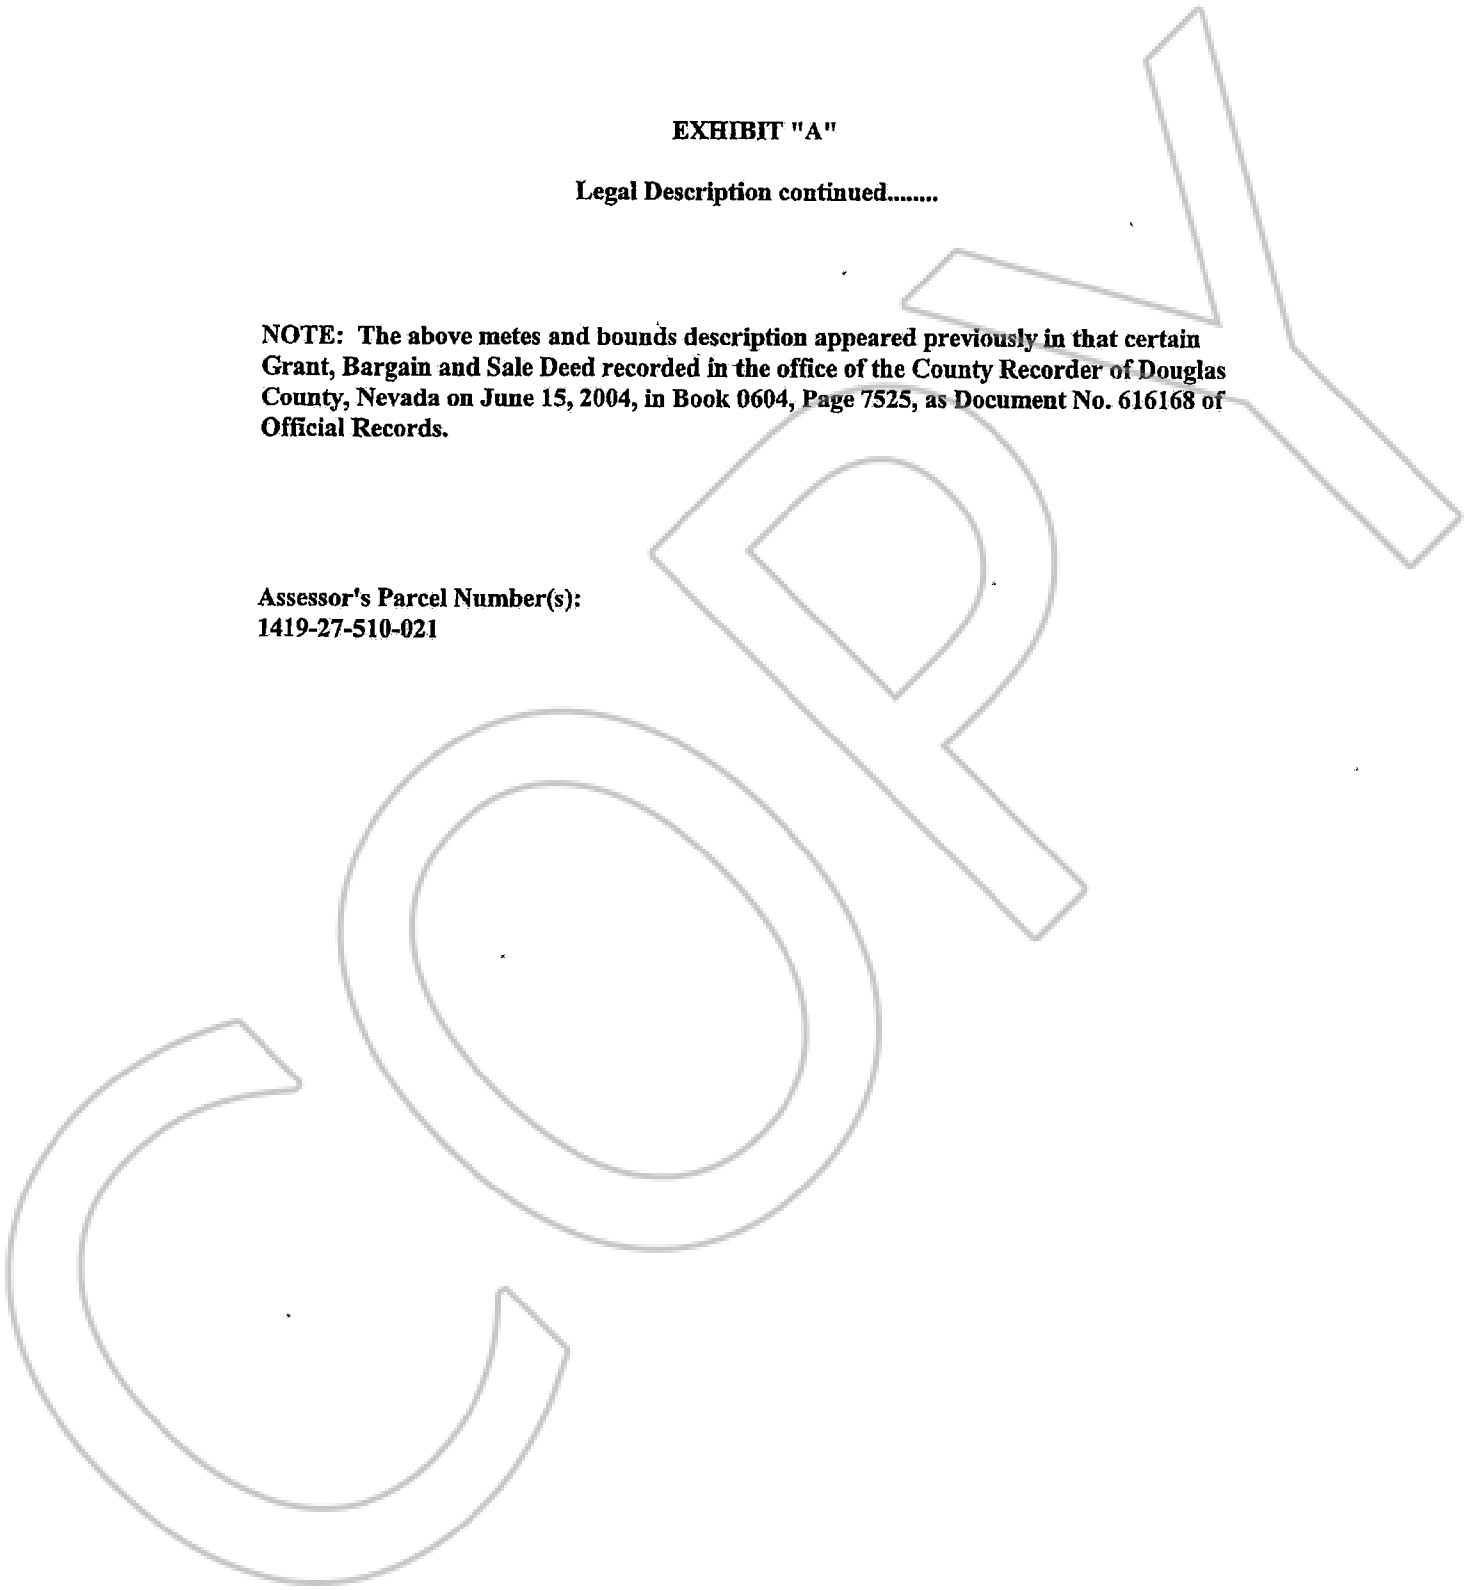 EXHIBIT "A"
Legal Description continued........
NOTE: The above metes and bounds description appeared previously in that certain
Grant, Bargain and Sale Deed recorded in the office of the County Recorder of Douglas
County, Nevada on June 15, 2004, in Book 0604, Page 7525, as Document No. 616168 of
Official Records.
Assessor's Parcel Number(s):
1419-27-510-021
COPY